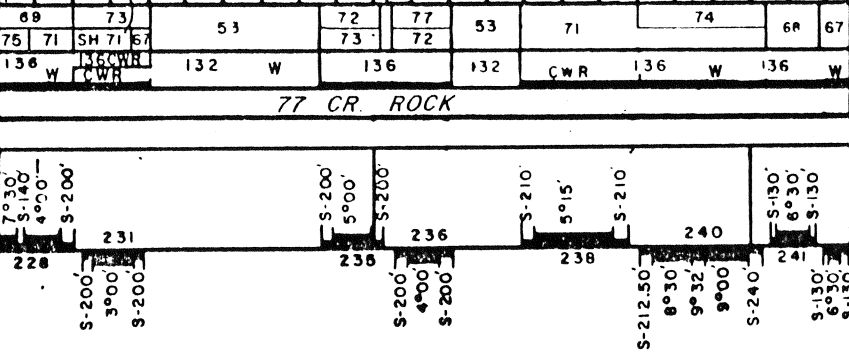 69 73 53 72 77 53 71 74 68 67
75 71 SH 71 67 73 72
136 W 136CWR CWR 132 W 136 132 CWR 136 W 136 W
77 CR. ROCK
7°30' S-140' 4°00' S-200' S-200' 5°00' S-200' S-210' 5°15' S-210' S-130' 6°30' S-130'
231 236 240
228 235 238 241
S-200' 3°00' S-200' S-200' 4°00' S-200' S-212.50' 8°30' 9°32' 9°00' S-240' S-130' 6°30' S-130'